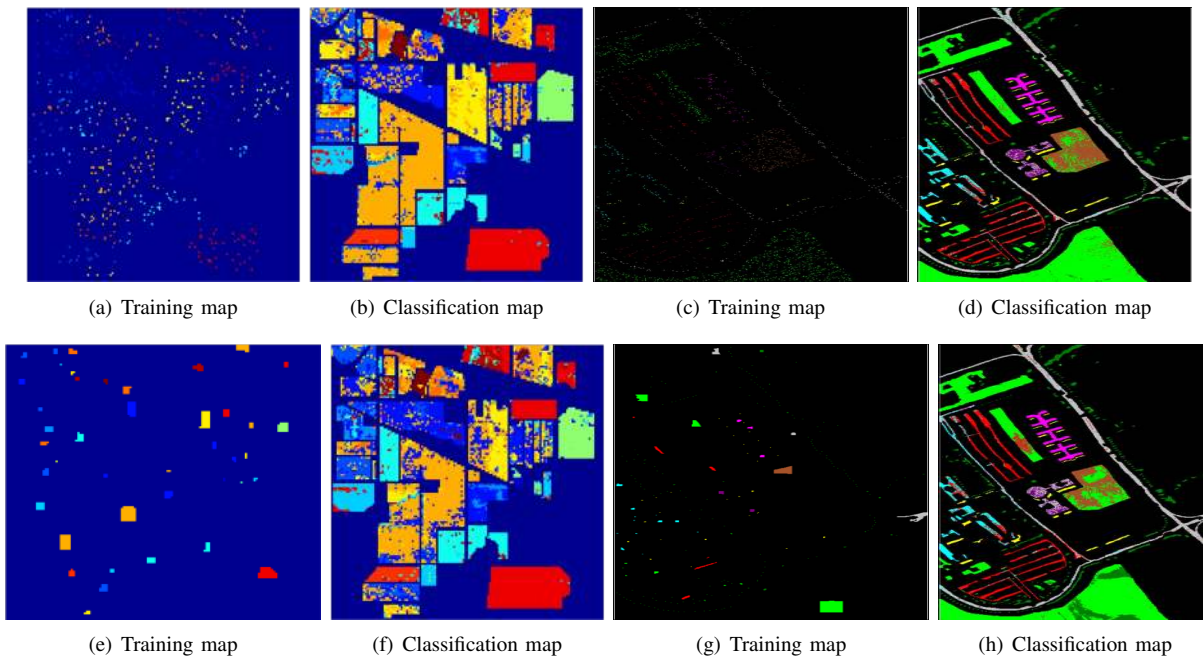 (a) Training map
(b) Classification map
(c) Training map
(d) Classification map
(e) Training map
(f) Classification map
(g) Training map
(h) Classification map